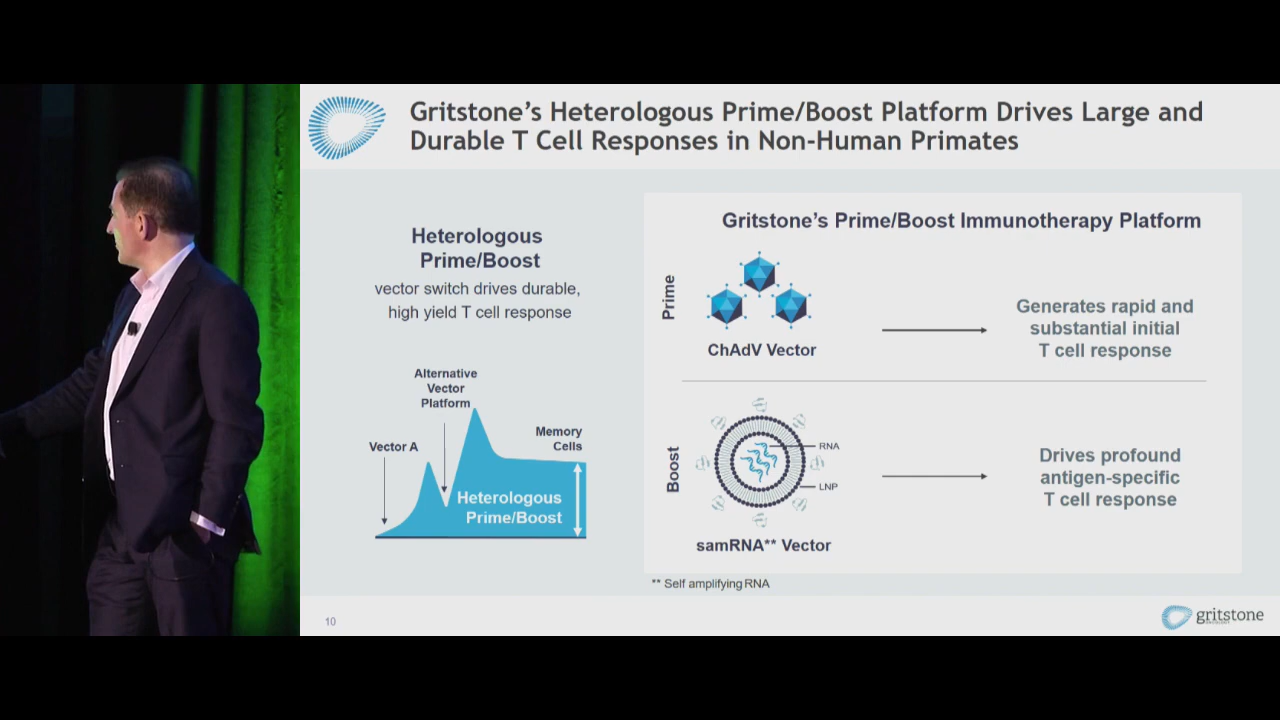 Gritstone's Heterologous Prime/Boost Platform Drives Large and
Durable T Cell Responses in Non-Human Primates
Heterologous
Prime/Boost
vector switch drives durable,
high yield T cell response
Alternative
Vector
Platform
Vector A
Memory
Cells
Heterologous
Prime/Boost
Gritstone's Prime/Boost Immunotherapy Platform
Prime
ChAdV Vector
Generates rapid and
substantial initial
T cell response
Boost
RNA
LNP
samRNA** Vector
Drives profound
antigen-specific
T cell response
** Self amplifying RNA
10
gritstone